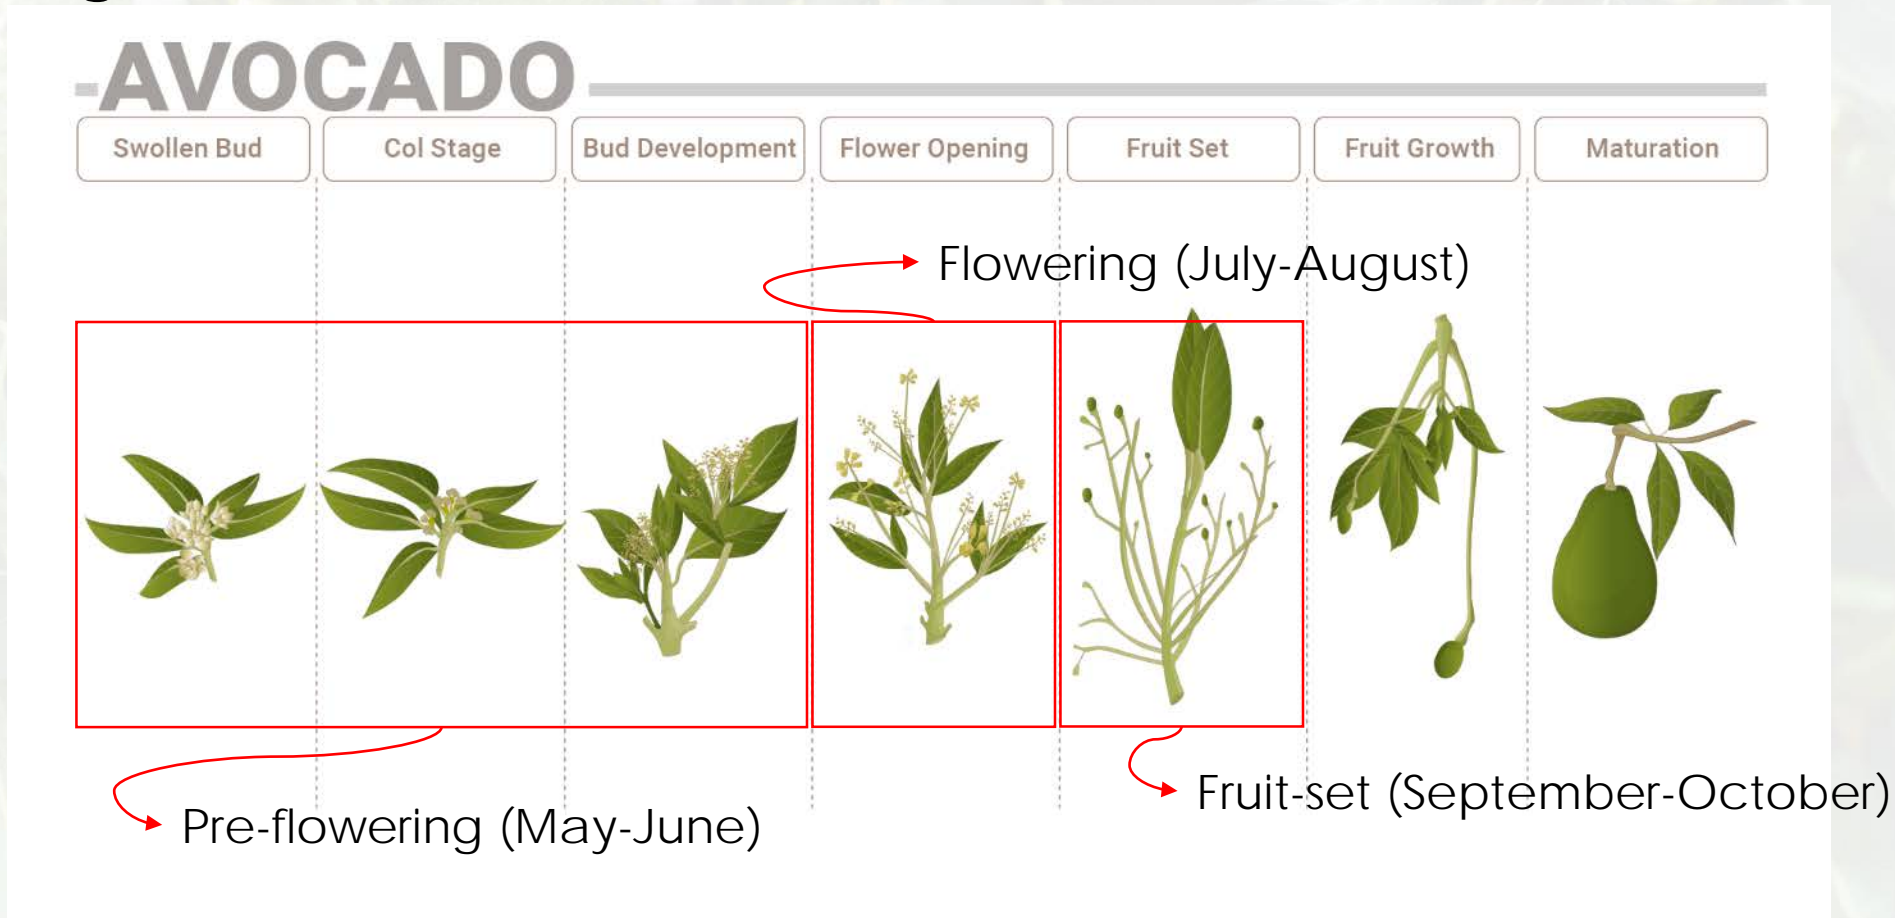 AVOCADO
Swollen Bud
Col Stage
Bud Development
Flower Opening
Fruit Set
Fruit Growth
Maturation
Flowering (July-August)
Fruit-set (September-October)
Pre-flowering (May-June)